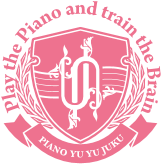 Play the Piano and train the Brain
PIANO YU YU JUKU